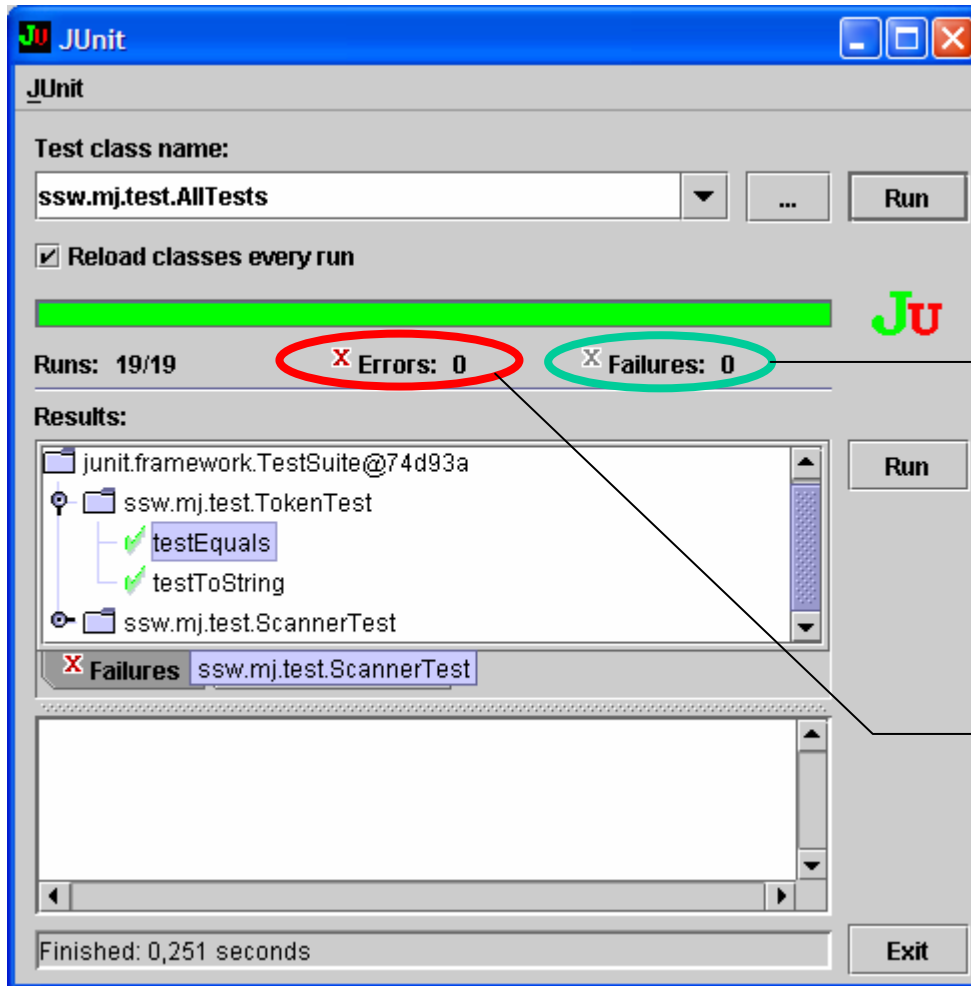 JU JUnit
JUnit
Test class name:
ssw.mj.test.AllTests ... Run
Reload classes every run
JU
Runs: 19/19 X Errors: 0 X Failures: 0
Results:
junit.framework.TestSuite@74d93a Run
ssw.mj.test.TokenTest
testEquals
testToString
ssw.mj.test.ScannerTest
X Failures ssw.mj.test.ScannerTest
Finished: 0,251 seconds Exit